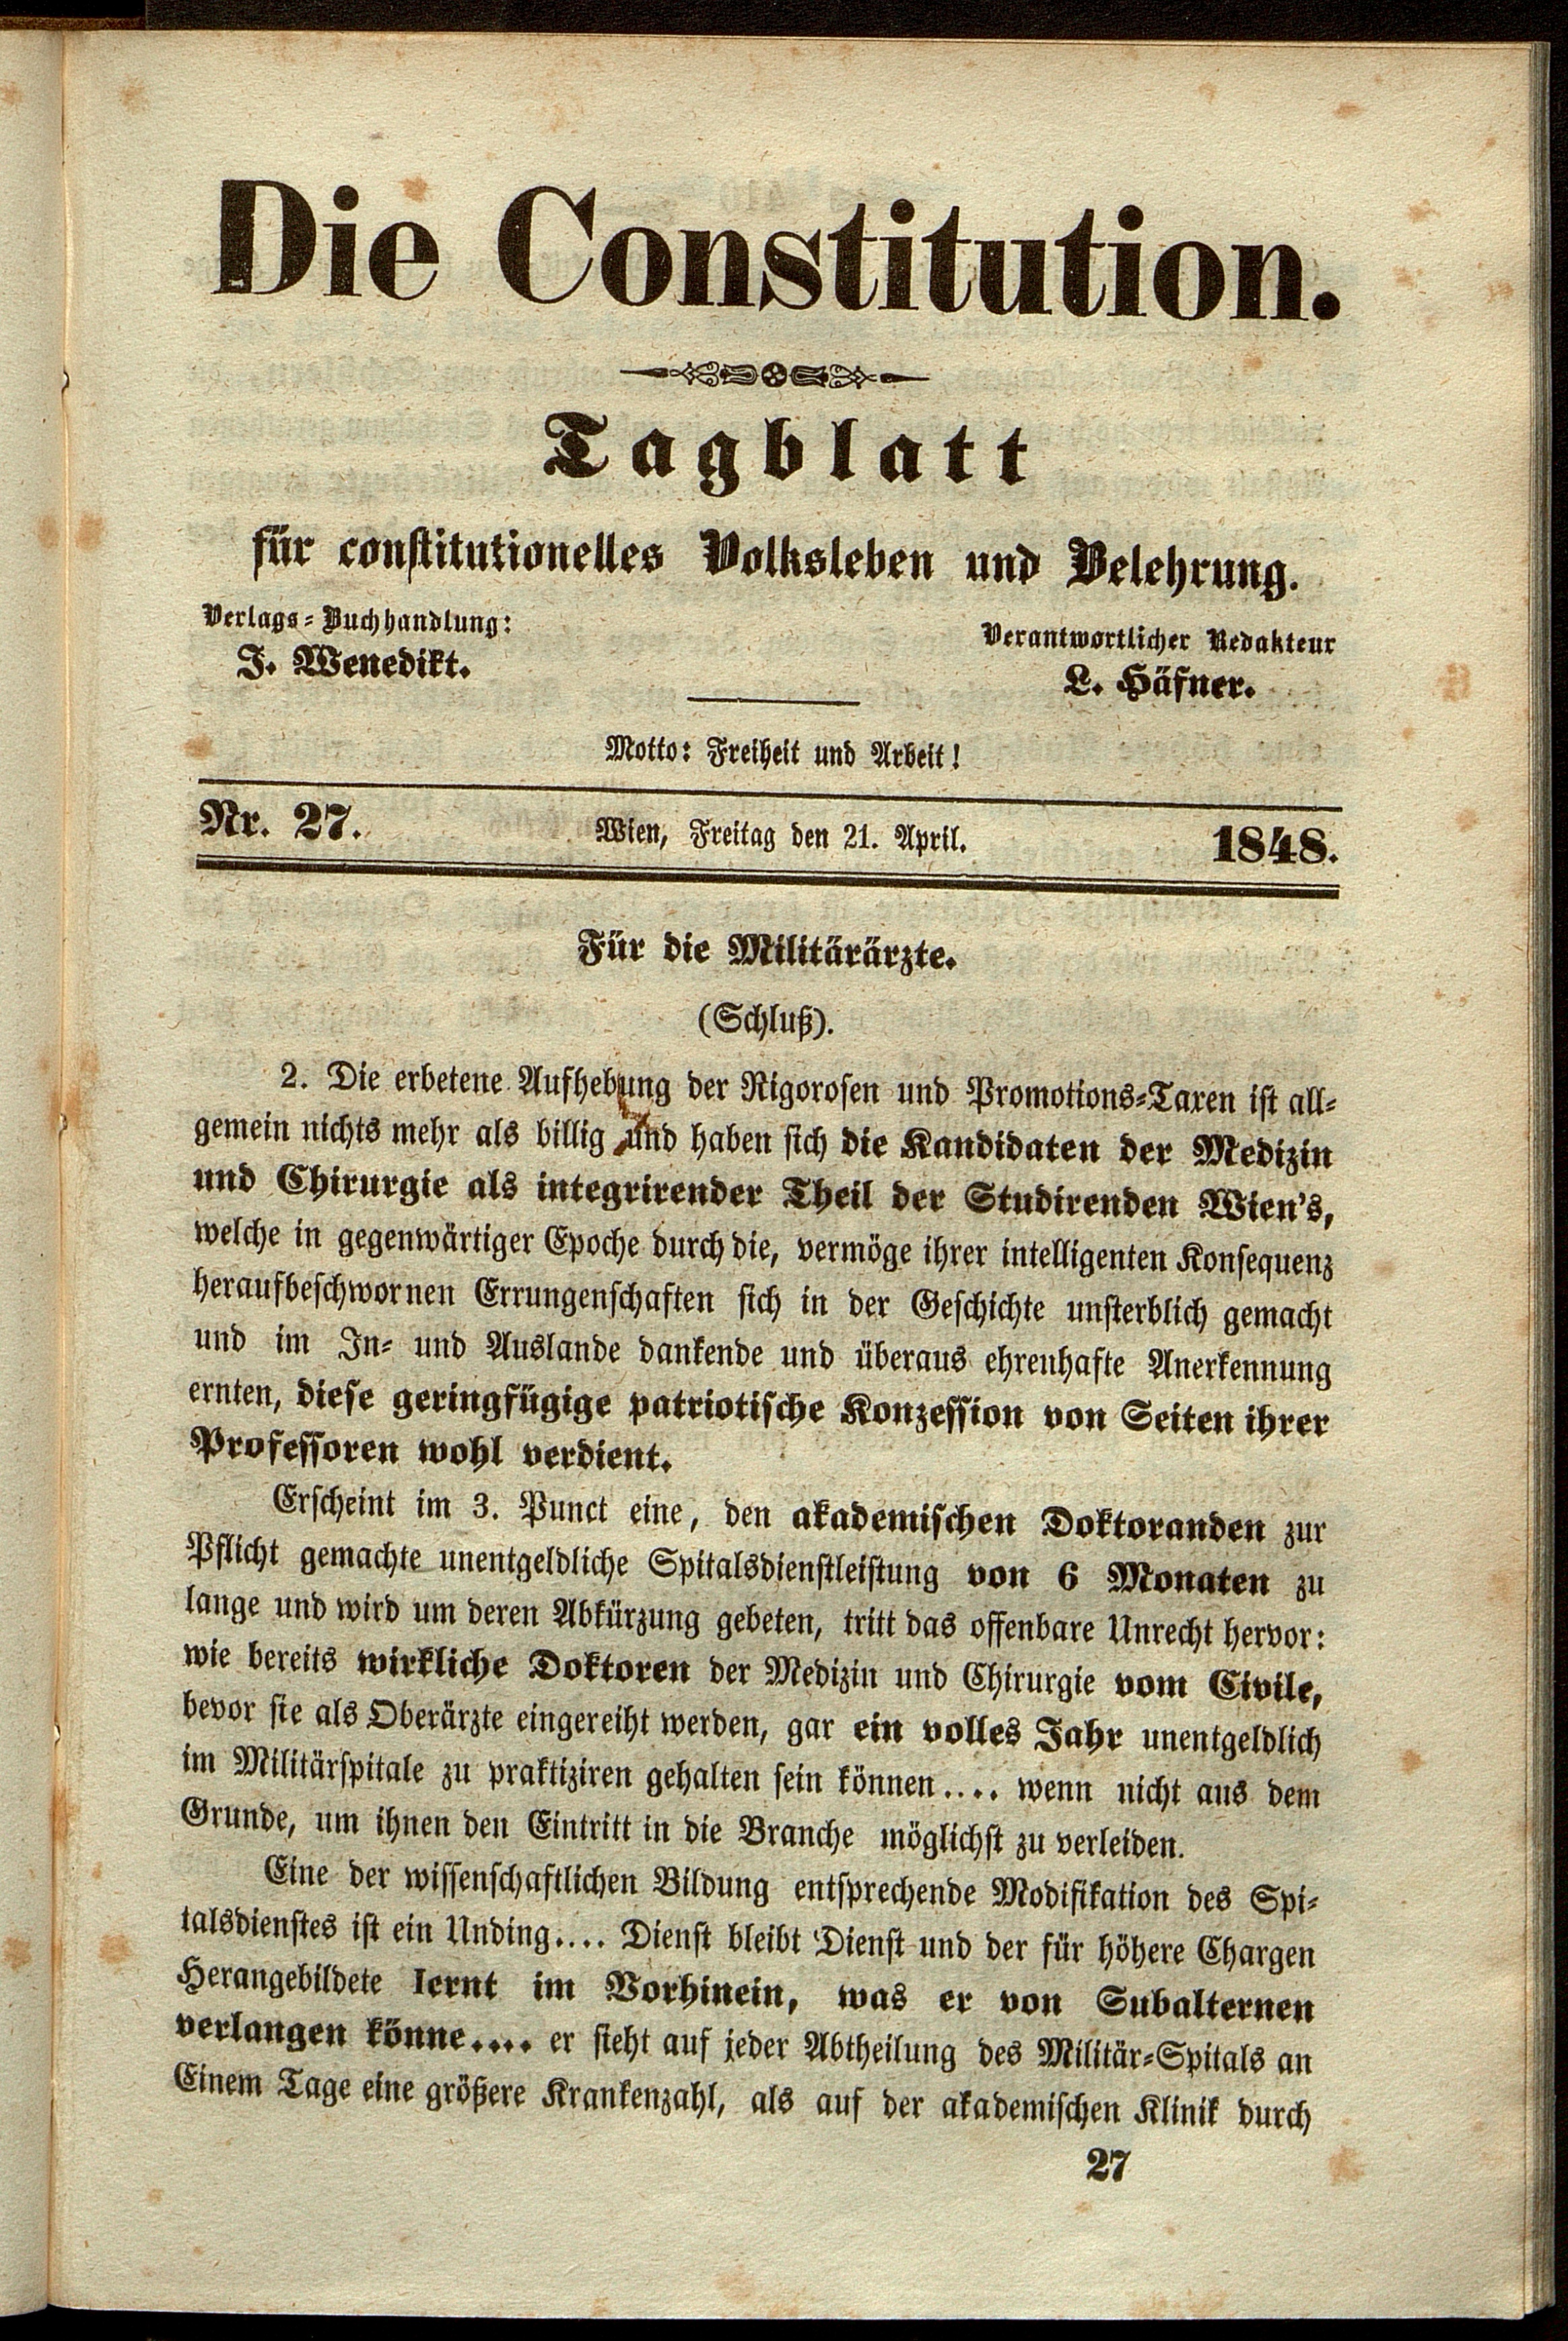 Die Constitution.
Tagblatt
für constitutionelles Volksleben und Belehrung.
Verlags-Buchhandlung:
J. Wenedikt.
Verantwortlicher Redakteur
L. Häfner.
Motto: Freiheit und Arbeit!
Nr. 27. Wien, Freitag den 21. April. 1848.
Für die Militärärzte.
(Schluß).
2. Die erbetene Aufhebung der Rigorosen und Promotions-Taxen ist all-
gemein nichts mehr als billig und haben sich die Kandidaten der Medizin
und Chirurgie als integrirender Theil der Studirenden Wien's,
welche in gegenwärtiger Epoche durch die, vermöge ihrer intelligenten Konsequenz
heraufbeschwornen Errungenschaften sich in der Geschichte unsterblich gemacht
und im In- und Auslande dankende und überaus ehrenhafte Anerkennung
ernten, diese geringfügige patriotische Konzession von Seiten ihrer
Professoren wohl verdient.
Erscheint im 3. Punct eine, den akademischen Doktoranden zur
Pflicht gemachte unentgeldliche Spitalsdienstleistung von 6 Monaten zu
lange und wird um deren Abkürzung gebeten, tritt das offenbare Unrecht hervor:
wie bereits wirkliche Doktoren der Medizin und Chirurgie vom Civile,
bevor sie als Oberärzte eingereiht werden, gar ein volles Jahr unentgeldlich
im Militärspitale zu praktiziren gehalten sein können.... wenn nicht aus dem
Grunde, um ihnen den Eintritt in die Branche möglichst zu verleiden.
Eine der wissenschaftlichen Bildung entsprechende Modifikation des Spi-
talsdienstes ist ein Unding.... Dienst bleibt Dienst und der für höhere Chargen
Herangebildete lernt im Vorhinein, was er von Subalternen
verlangen könne.... er sieht auf jeder Abtheilung des Militär-Spitals an
Einem Tage eine größere Krankenzahl, als auf der akademischen Klinik durch
27